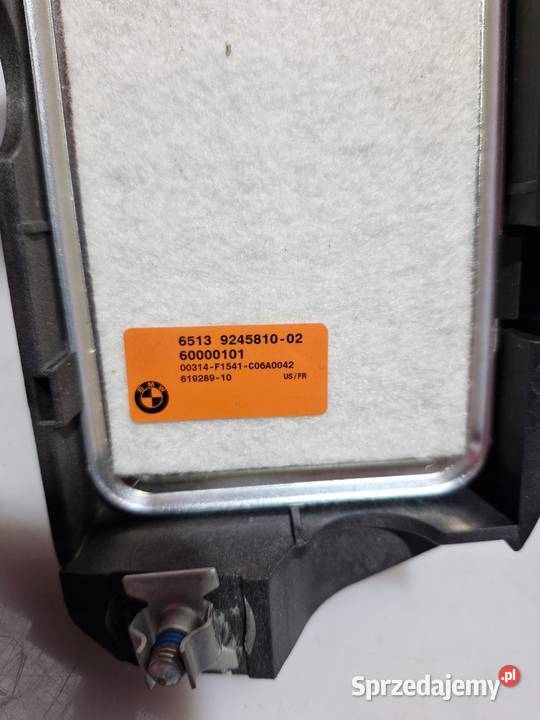 6513 9245810-02
60000101
00314-F1541-C06A0042
619289-10 US/FR
BMW
Sprzedajemy.pl